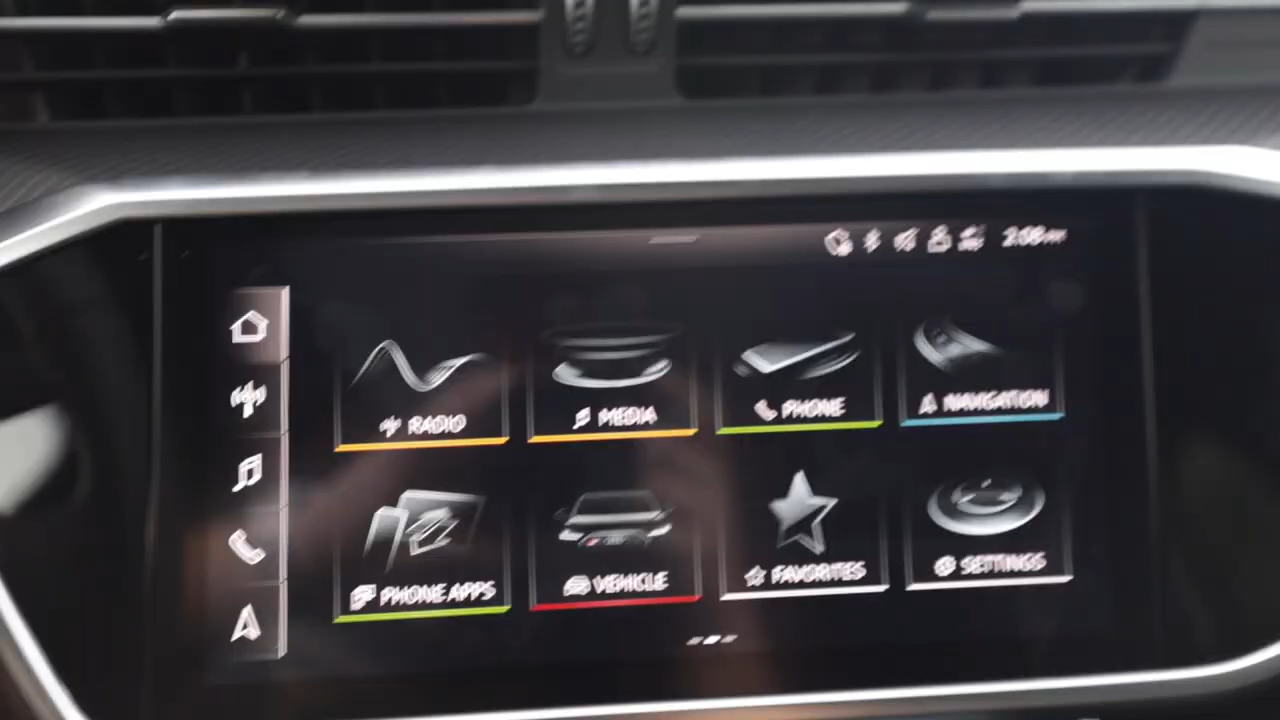 RADIO
MEDIA
PHONE
NAVIGATION
PHONE APPS
VEHICLE
FAVORITES
SETTINGS